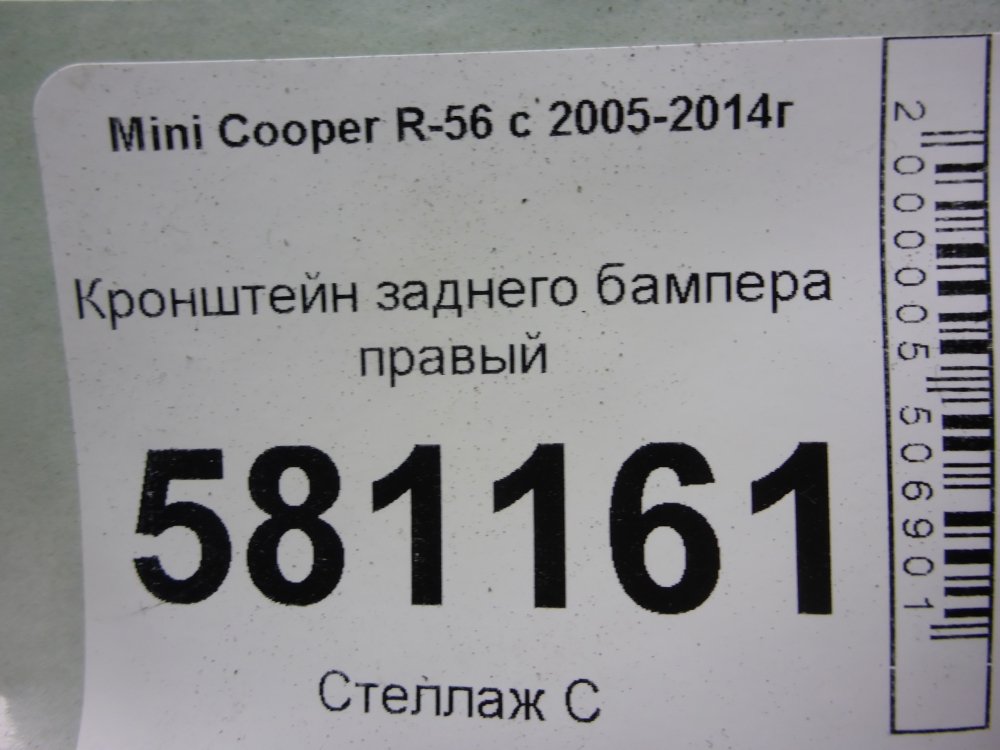 Mini Cooper R-56 с 2005-2014г
Кронштейн заднего бампера
правый
581161
Стеллаж С
2000005506901